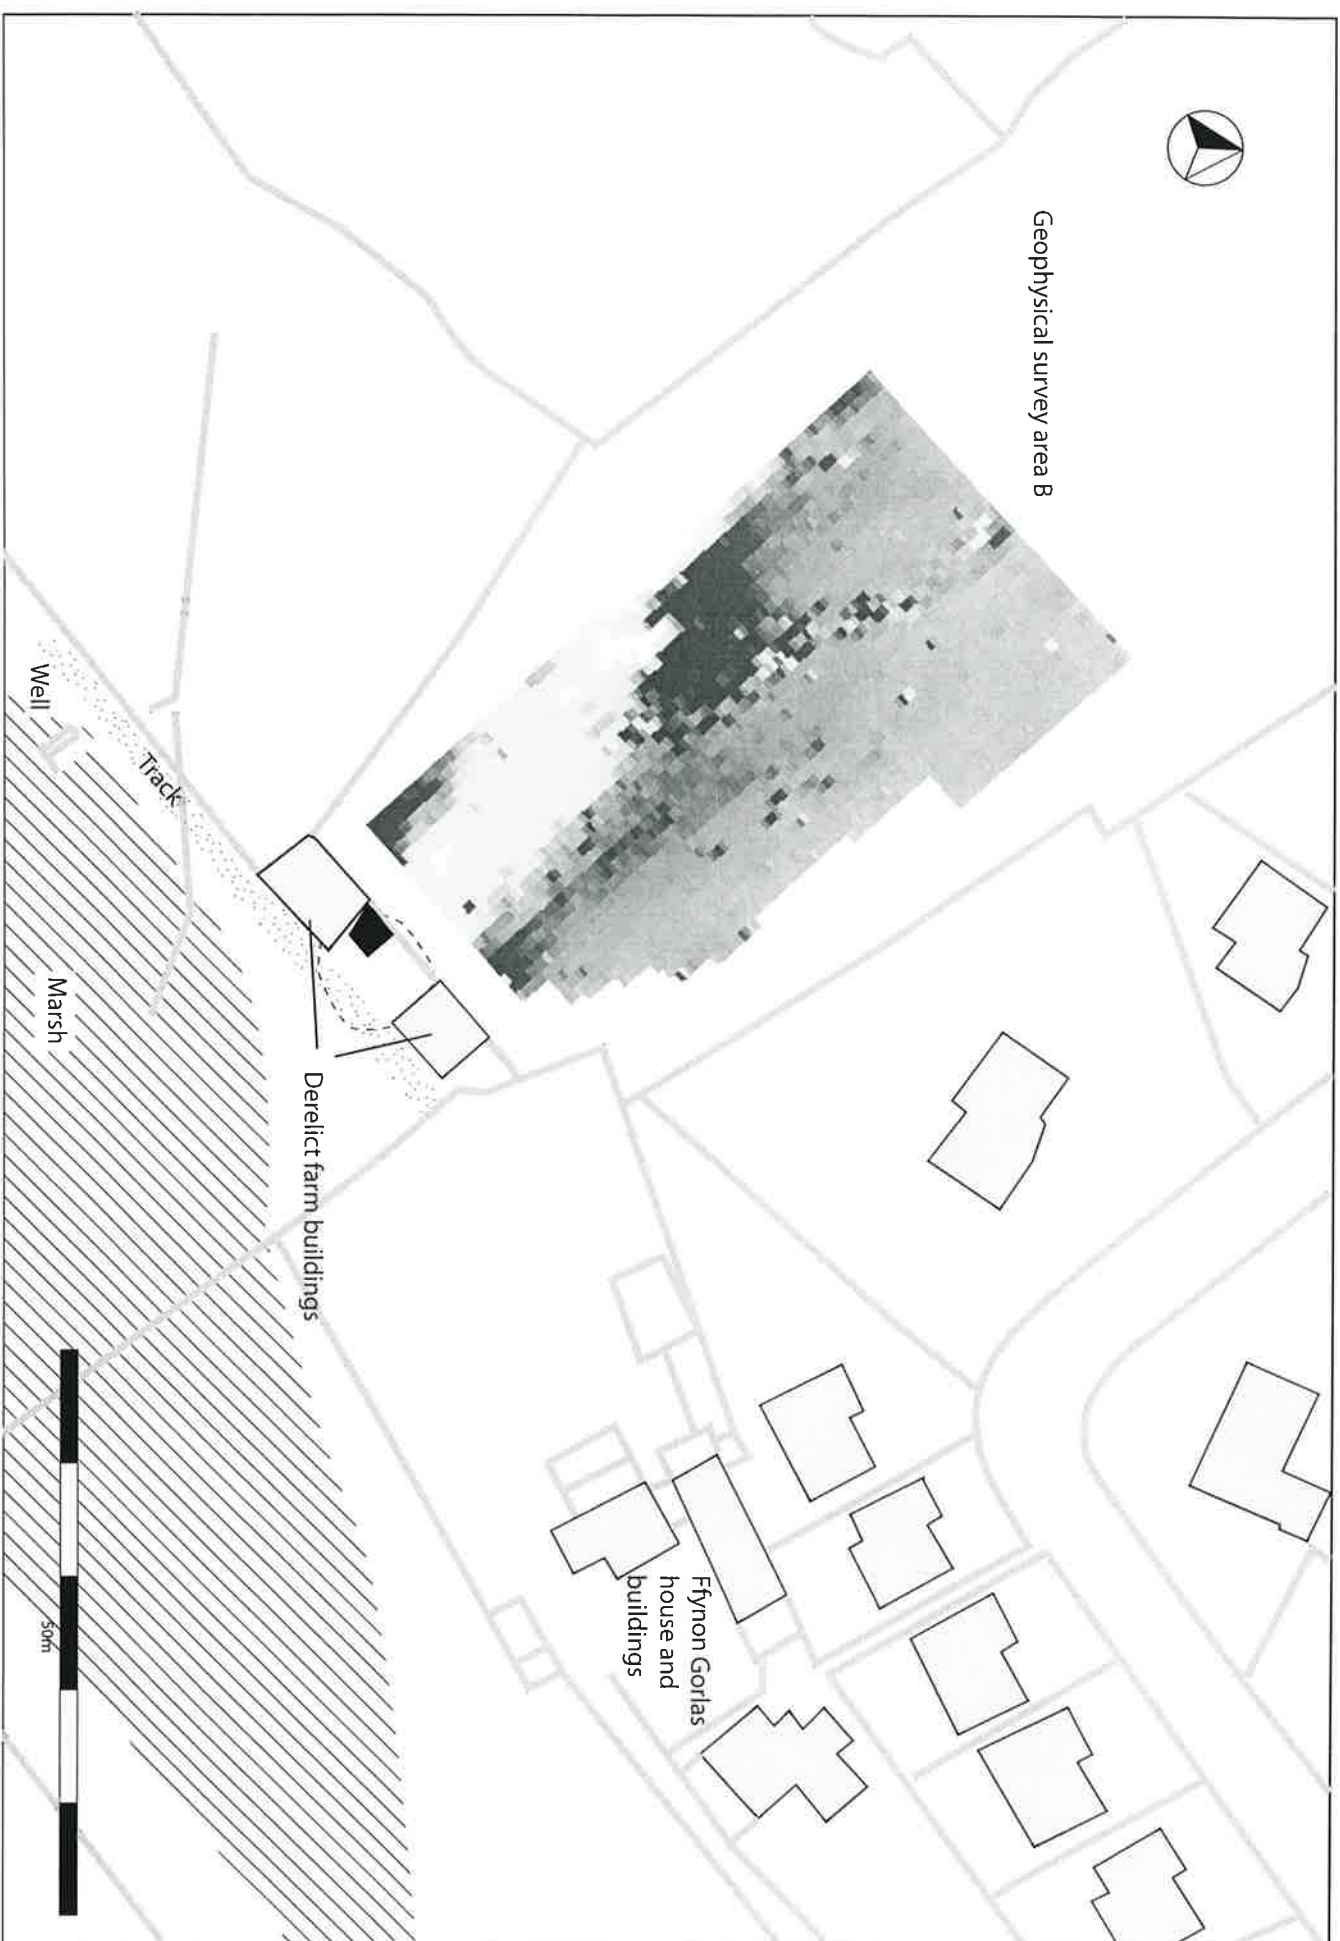 Geophysical survey area B
Well
Track
Marsh
Derelict farm buildings
Ffynon Gorlas
house and
buildings
50m